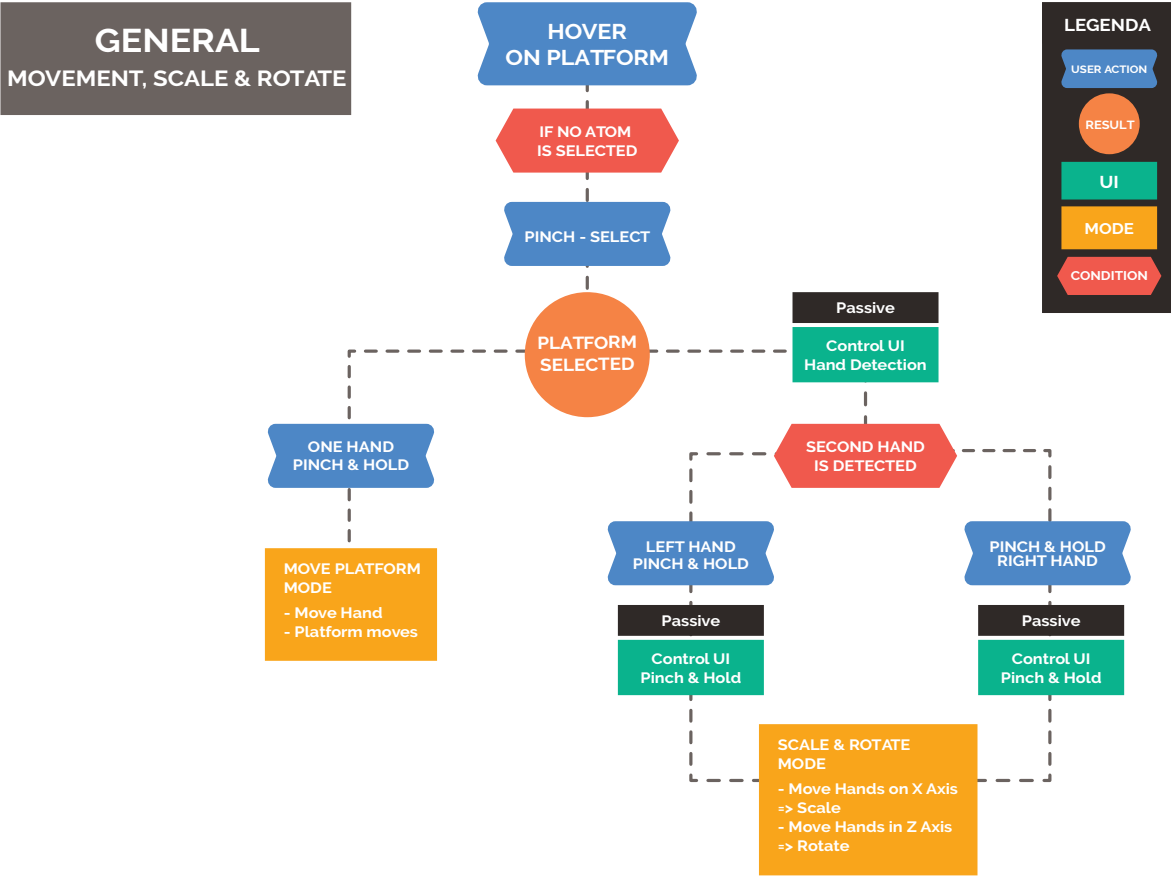 GENERAL
MOVEMENT, SCALE & ROTATE
HOVER
ON PLATFORM
IF NO ATOM
IS SELECTED
PINCH - SELECT
PLATFORM
SELECTED
LEGENDA
USER ACTION
RESULT
UI
MODE
CONDITION
Passive
Control UI
Hand Detection
ONE HAND
PINCH & HOLD
MOVE PLATFORM
MODE
- Move Hand
- Platform moves
SECOND HAND
IS DETECTED
LEFT HAND
PINCH & HOLD
Passive
Control UI
Pinch & Hold
PINCH & HOLD
RIGHT HAND
Passive
Control UI
Pinch & Hold
SCALE & ROTATE
MODE
- Move Hands on X Axis
=> Scale
- Move Hands in Z Axis
=> Rotate